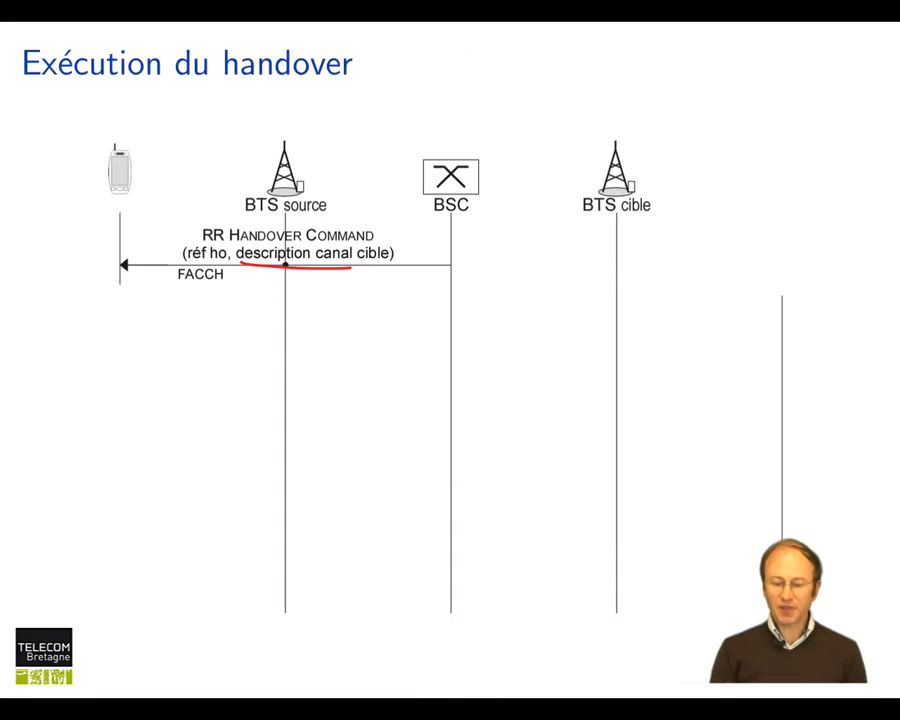 Exécution du handover
BTS source
BSC
BTS cible
RR HANDOVER COMMAND
(réf ho, description canal cible)
FACCH
TELECOM
Bretagne